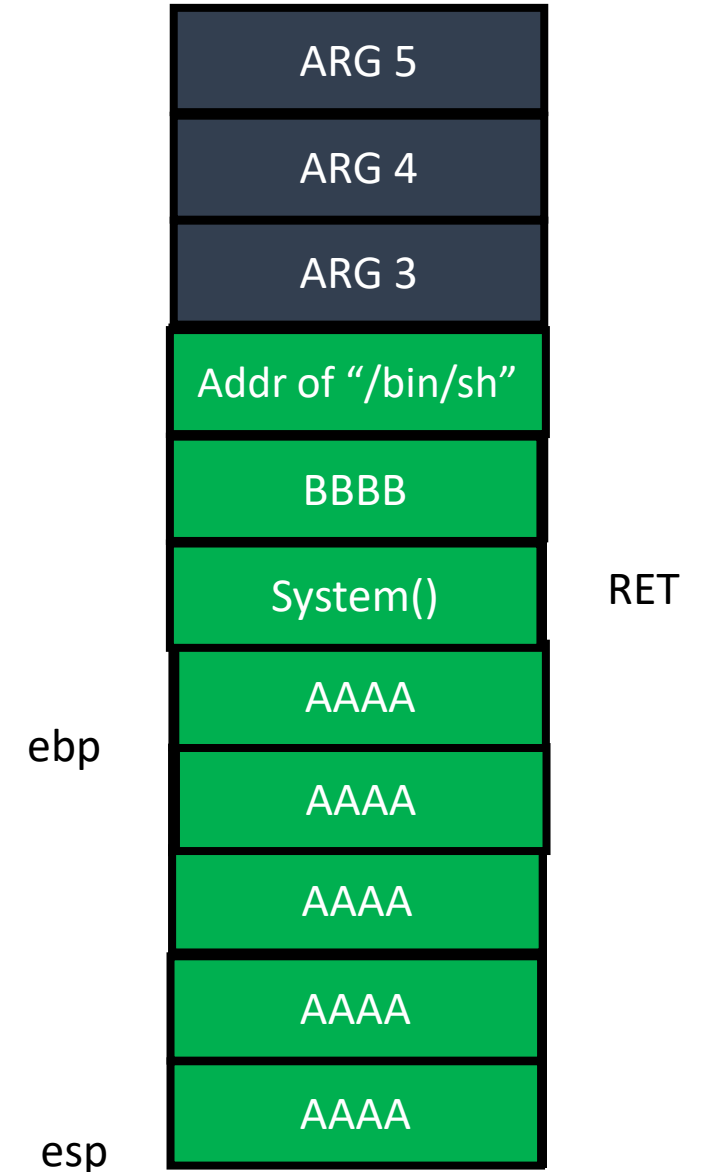 ARG 5
ARG 4
ARG 3
Addr of “/bin/sh”
BBBB
System()
RET
AAAA
ebp
AAAA
AAAA
AAAA
AAAA
esp